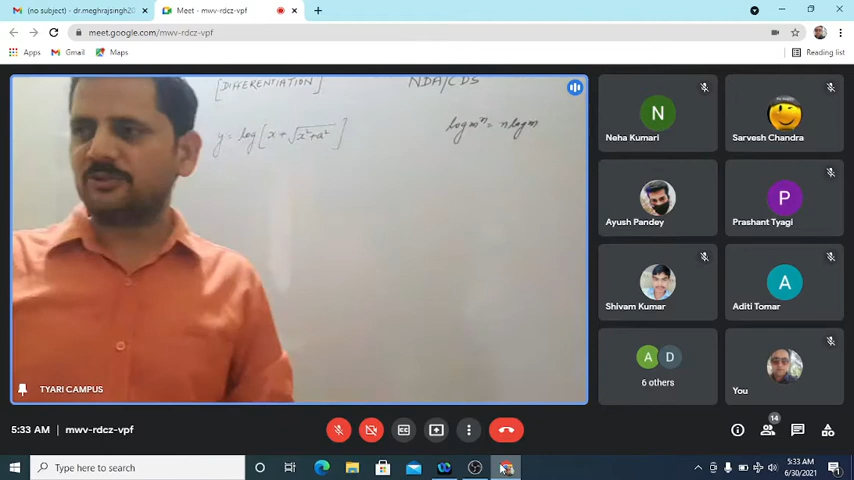 (no subject) - dr.meghrajsingh20
Meet - mwv-rdcz-vpf
meet.google.com/mwv-rdcz-vpf
Apps
Gmail
Maps
Reading list
[DIFFERENTIATION]
NDA/CDS
y = log[x + √x²+a²]
log mⁿ = n log m
TYARI CAMPUS
N
Neha Kumari
Sarvesh Chandra
Ayush Pandey
P
Prashant Tyagi
Shivam Kumar
A
Aditi Tomar
A D
6 others
You
5:33 AM | mwv-rdcz-vpf
14
Type here to search
5:33 AM
6/30/2021
1